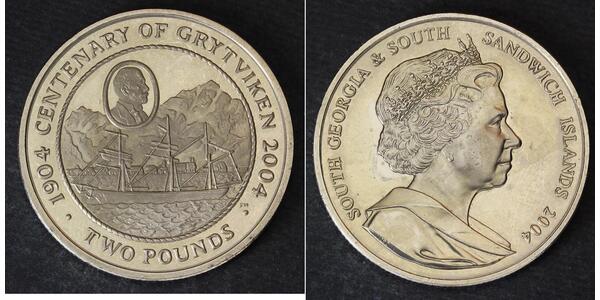 1904 CENTENARY OF GRYTVIKEN 2004
TWO POUNDS
SOUTH GEORGIA & SOUTH SANDWICH ISLANDS 2004